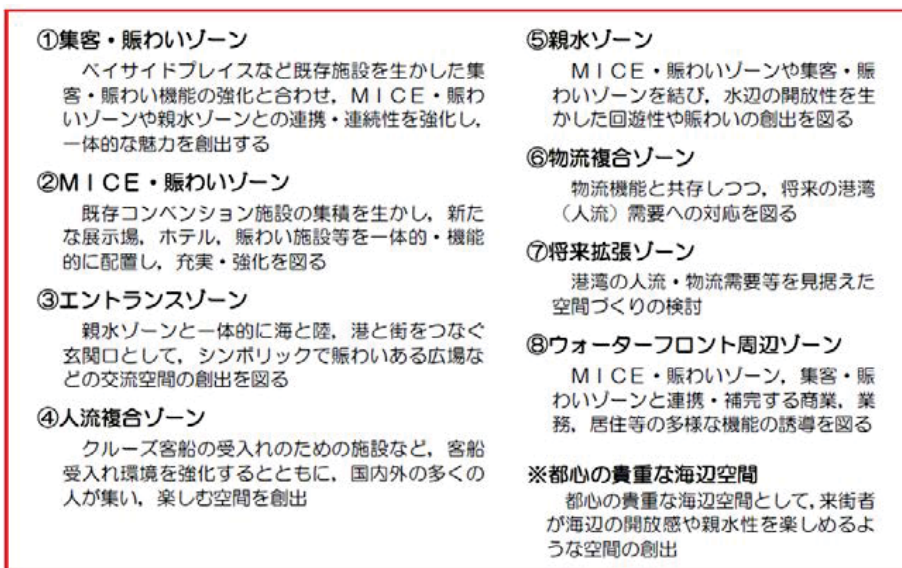 ①集客・賑わいゾーン
ベイサイドプレイスなど既存施設を生かした集
客・賑わい機能の強化と合わせ，ＭＩＣＥ・賑わ
いゾーンや親水ゾーンとの連携・連続性を強化し，
一体的な魅力を創出する
②ＭＩＣＥ・賑わいゾーン
既存コンベンション施設の集積を生かし，新た
な展示場，ホテル，賑わい施設等を一体的・機能
的に配置し，充実・強化を図る
③エントランスゾーン
親水ゾーンと一体的に海と陸，港と街をつなぐ
玄関口として，シンボリックで賑わいある広場な
どの交流空間の創出を図る
④人流複合ゾーン
クルーズ客船の受入れのための施設など，客船
受入れ環境を強化するとともに，国内外の多くの
人が集い，楽しむ空間を創出
⑤親水ゾーン
ＭＩＣＥ・賑わいゾーンや集客・賑
わいゾーンを結び，水辺の開放性を生
かした回遊性や賑わいの創出を図る
⑥物流複合ゾーン
物流機能と共存しつつ，将来の港湾
（人流）需要への対応を図る
⑦将来拡張ゾーン
港湾の人流・物流需要等を見据えた
空間づくりの検討
⑧ウォーターフロント周辺ゾーン
ＭＩＣＥ・賑わいゾーン，集客・賑
わいゾーンと連携・補完する商業，業
務，居住等の多様な機能の誘導を図る
※都心の貴重な海辺空間
都心の貴重な海辺空間として，来街者
が海辺の開放感や親水性を楽しめるよ
うな空間の創出